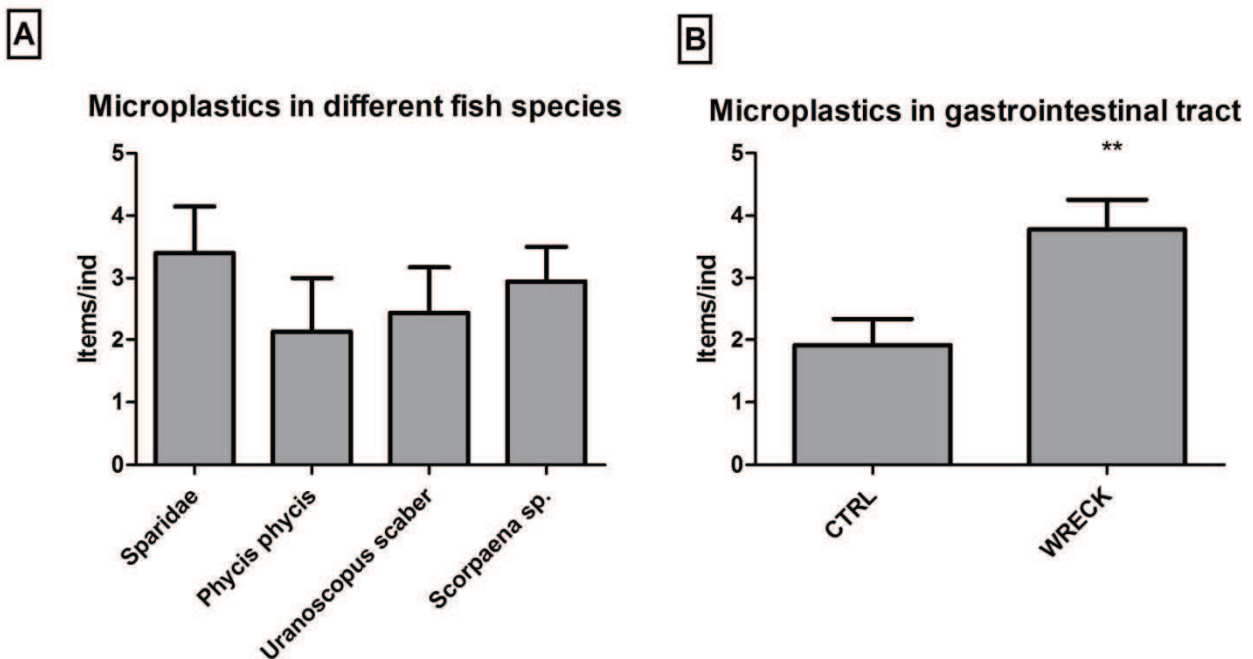 A
Microplastics in different fish species
Items/ind
5
4
3
2
1
0
Sparidae
Phycis phycis
Uranoscopus scaber
Scorpaena sp.
B
Microplastics in gastrointestinal tract
**
Items/ind
5
4
3
2
1
0
CTRL
WRECK